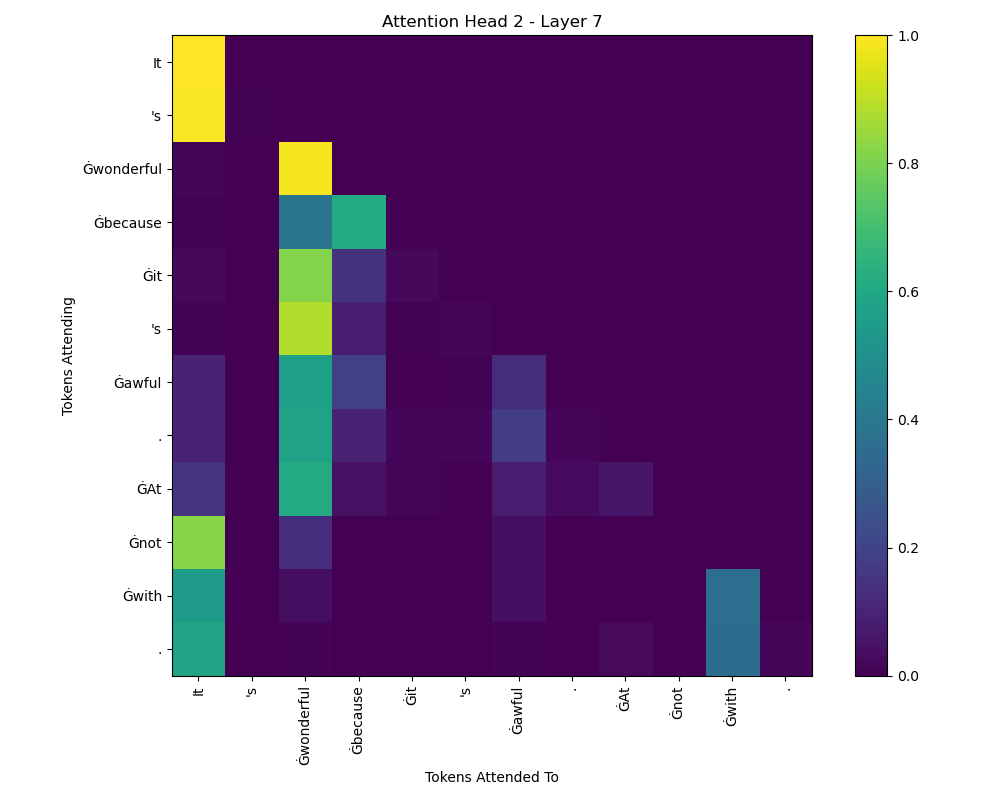 Attention Head 2 - Layer 7
It
's
Ġwonderful
Ġbecause
Ġit
's
Ġawful
.
ĠAt
Ġnot
Ġwith
.
Tokens Attending
It
's
Ġwonderful
Ġbecause
Ġit
's
Ġawful
.
ĠAt
Ġnot
Ġwith
.
Tokens Attended To
1.0
0.8
0.6
0.4
0.2
0.0